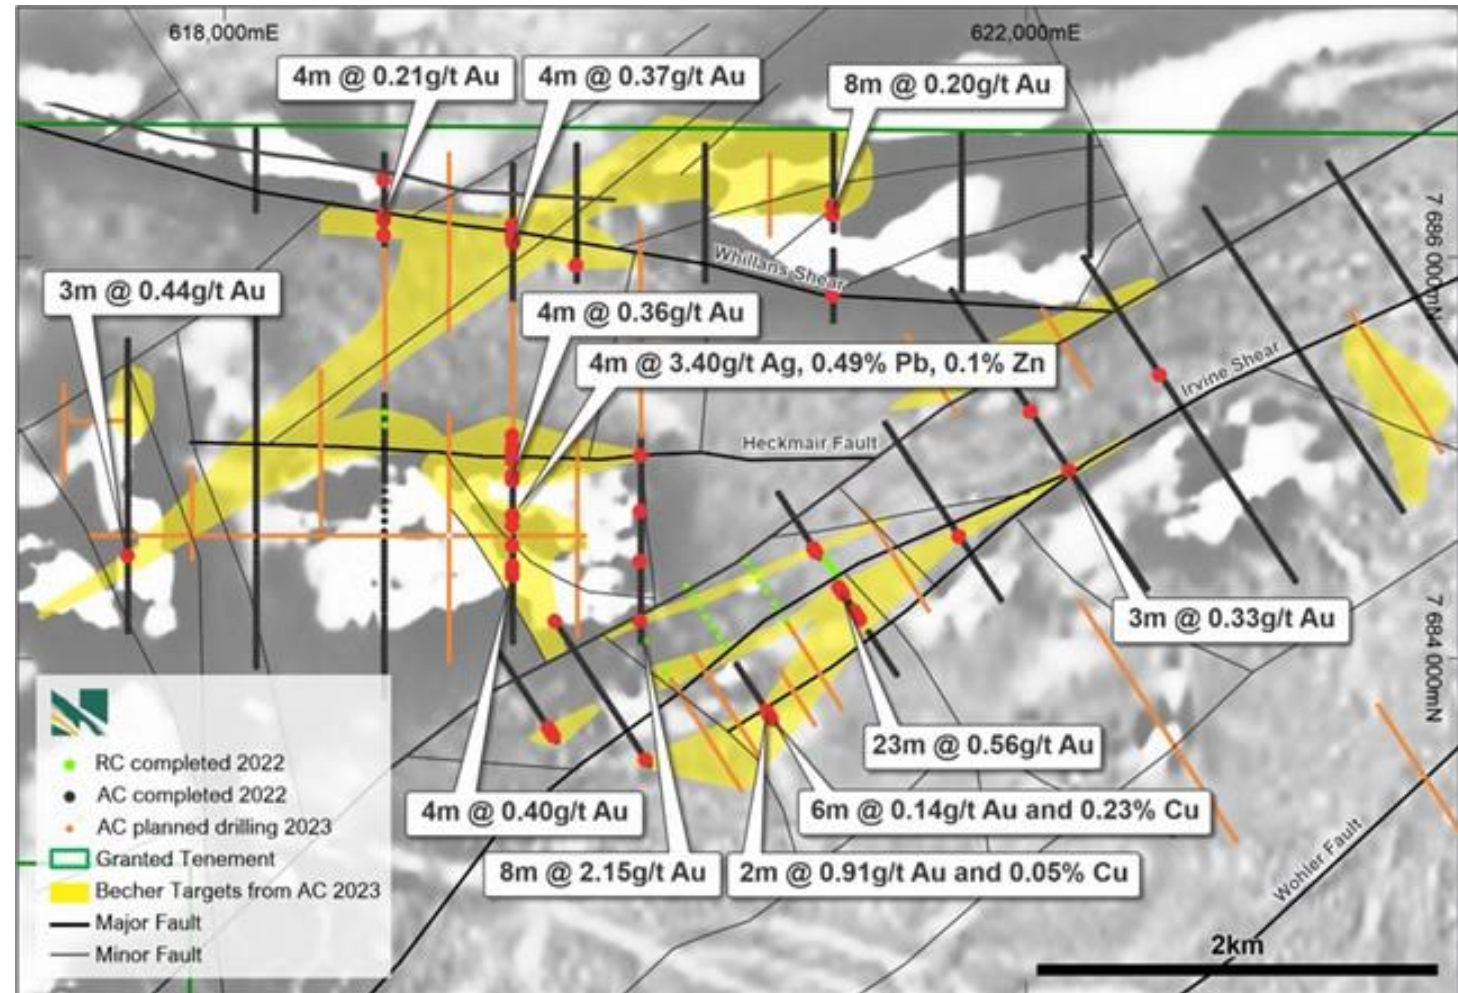 618,000mE
622,000mE
4m @ 0.21g/t Au
4m @ 0.37g/t Au
8m @ 0.20g/t Au
7 686 000mN
Whillans Shear
3m @ 0.44g/t Au
4m @ 0.36g/t Au
4m @ 3.40g/t Ag, 0.49% Pb, 0.1% Zn
Irvine Shear
Heckmair Fault
3m @ 0.33g/t Au
7 684 000mN
23m @ 0.56g/t Au
4m @ 0.40g/t Au
6m @ 0.14g/t Au and 0.23% Cu
8m @ 2.15g/t Au
2m @ 0.91g/t Au and 0.05% Cu
Wohler Fault
RC completed 2022
AC completed 2022
AC planned drilling 2023
Granted Tenement
Becher Targets from AC 2023
Major Fault
Minor Fault
2km